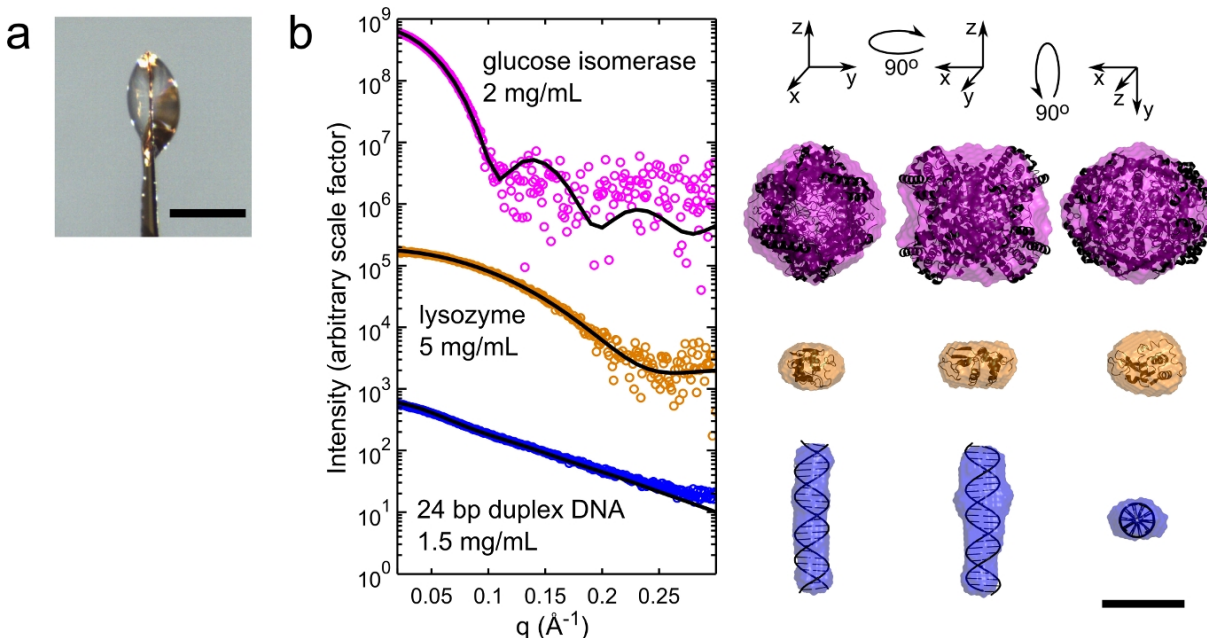 a
b
10⁹
10⁸
10⁷
10⁶
10⁵
10⁴
10³
10²
10¹
10⁰
Intensity (arbitrary scale factor)
glucose isomerase
2 mg/mL
lysozyme
5 mg/mL
24 bp duplex DNA
1.5 mg/mL
0.05
0.1
0.15
0.2
0.25
q (Å⁻¹)
z
y
x
90º
z
x
y
90º
x
z
y